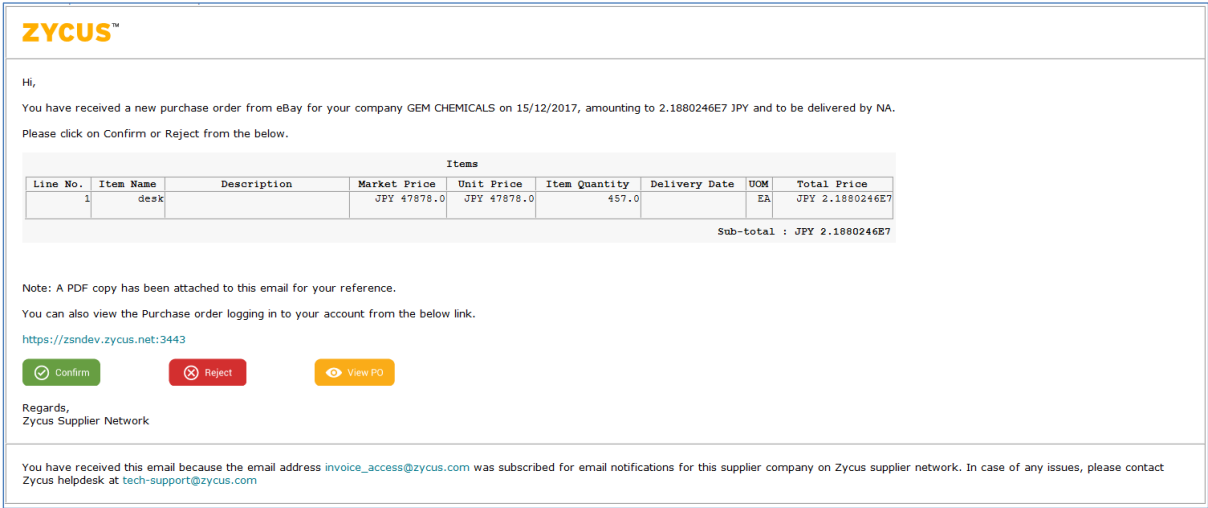 ZYCUS™
Hi,
You have received a new purchase order from eBay for your company GEM CHEMICALS on 15/12/2017, amounting to 2.1880246E7 JPY and to be delivered by NA.
Please click on Confirm or Reject from the below.
Items
Line No. Item Name Description Market Price Unit Price Item Quantity Delivery Date UOM Total Price
1 desk JPY 47878.0 JPY 47878.0 457.0 EA JPY 2.1880246E7
Sub-total : JPY 2.1880246E7
Note: A PDF copy has been attached to this email for your reference.
You can also view the Purchase order logging in to your account from the below link.
https://zsndev.zycus.net:3443
Confirm Reject View PO
Regards,
Zycus Supplier Network
You have received this email because the email address invoice_access@zycus.com was subscribed for email notifications for this supplier company on Zycus supplier network. In case of any issues, please contact
Zycus helpdesk at tech-support@zycus.com